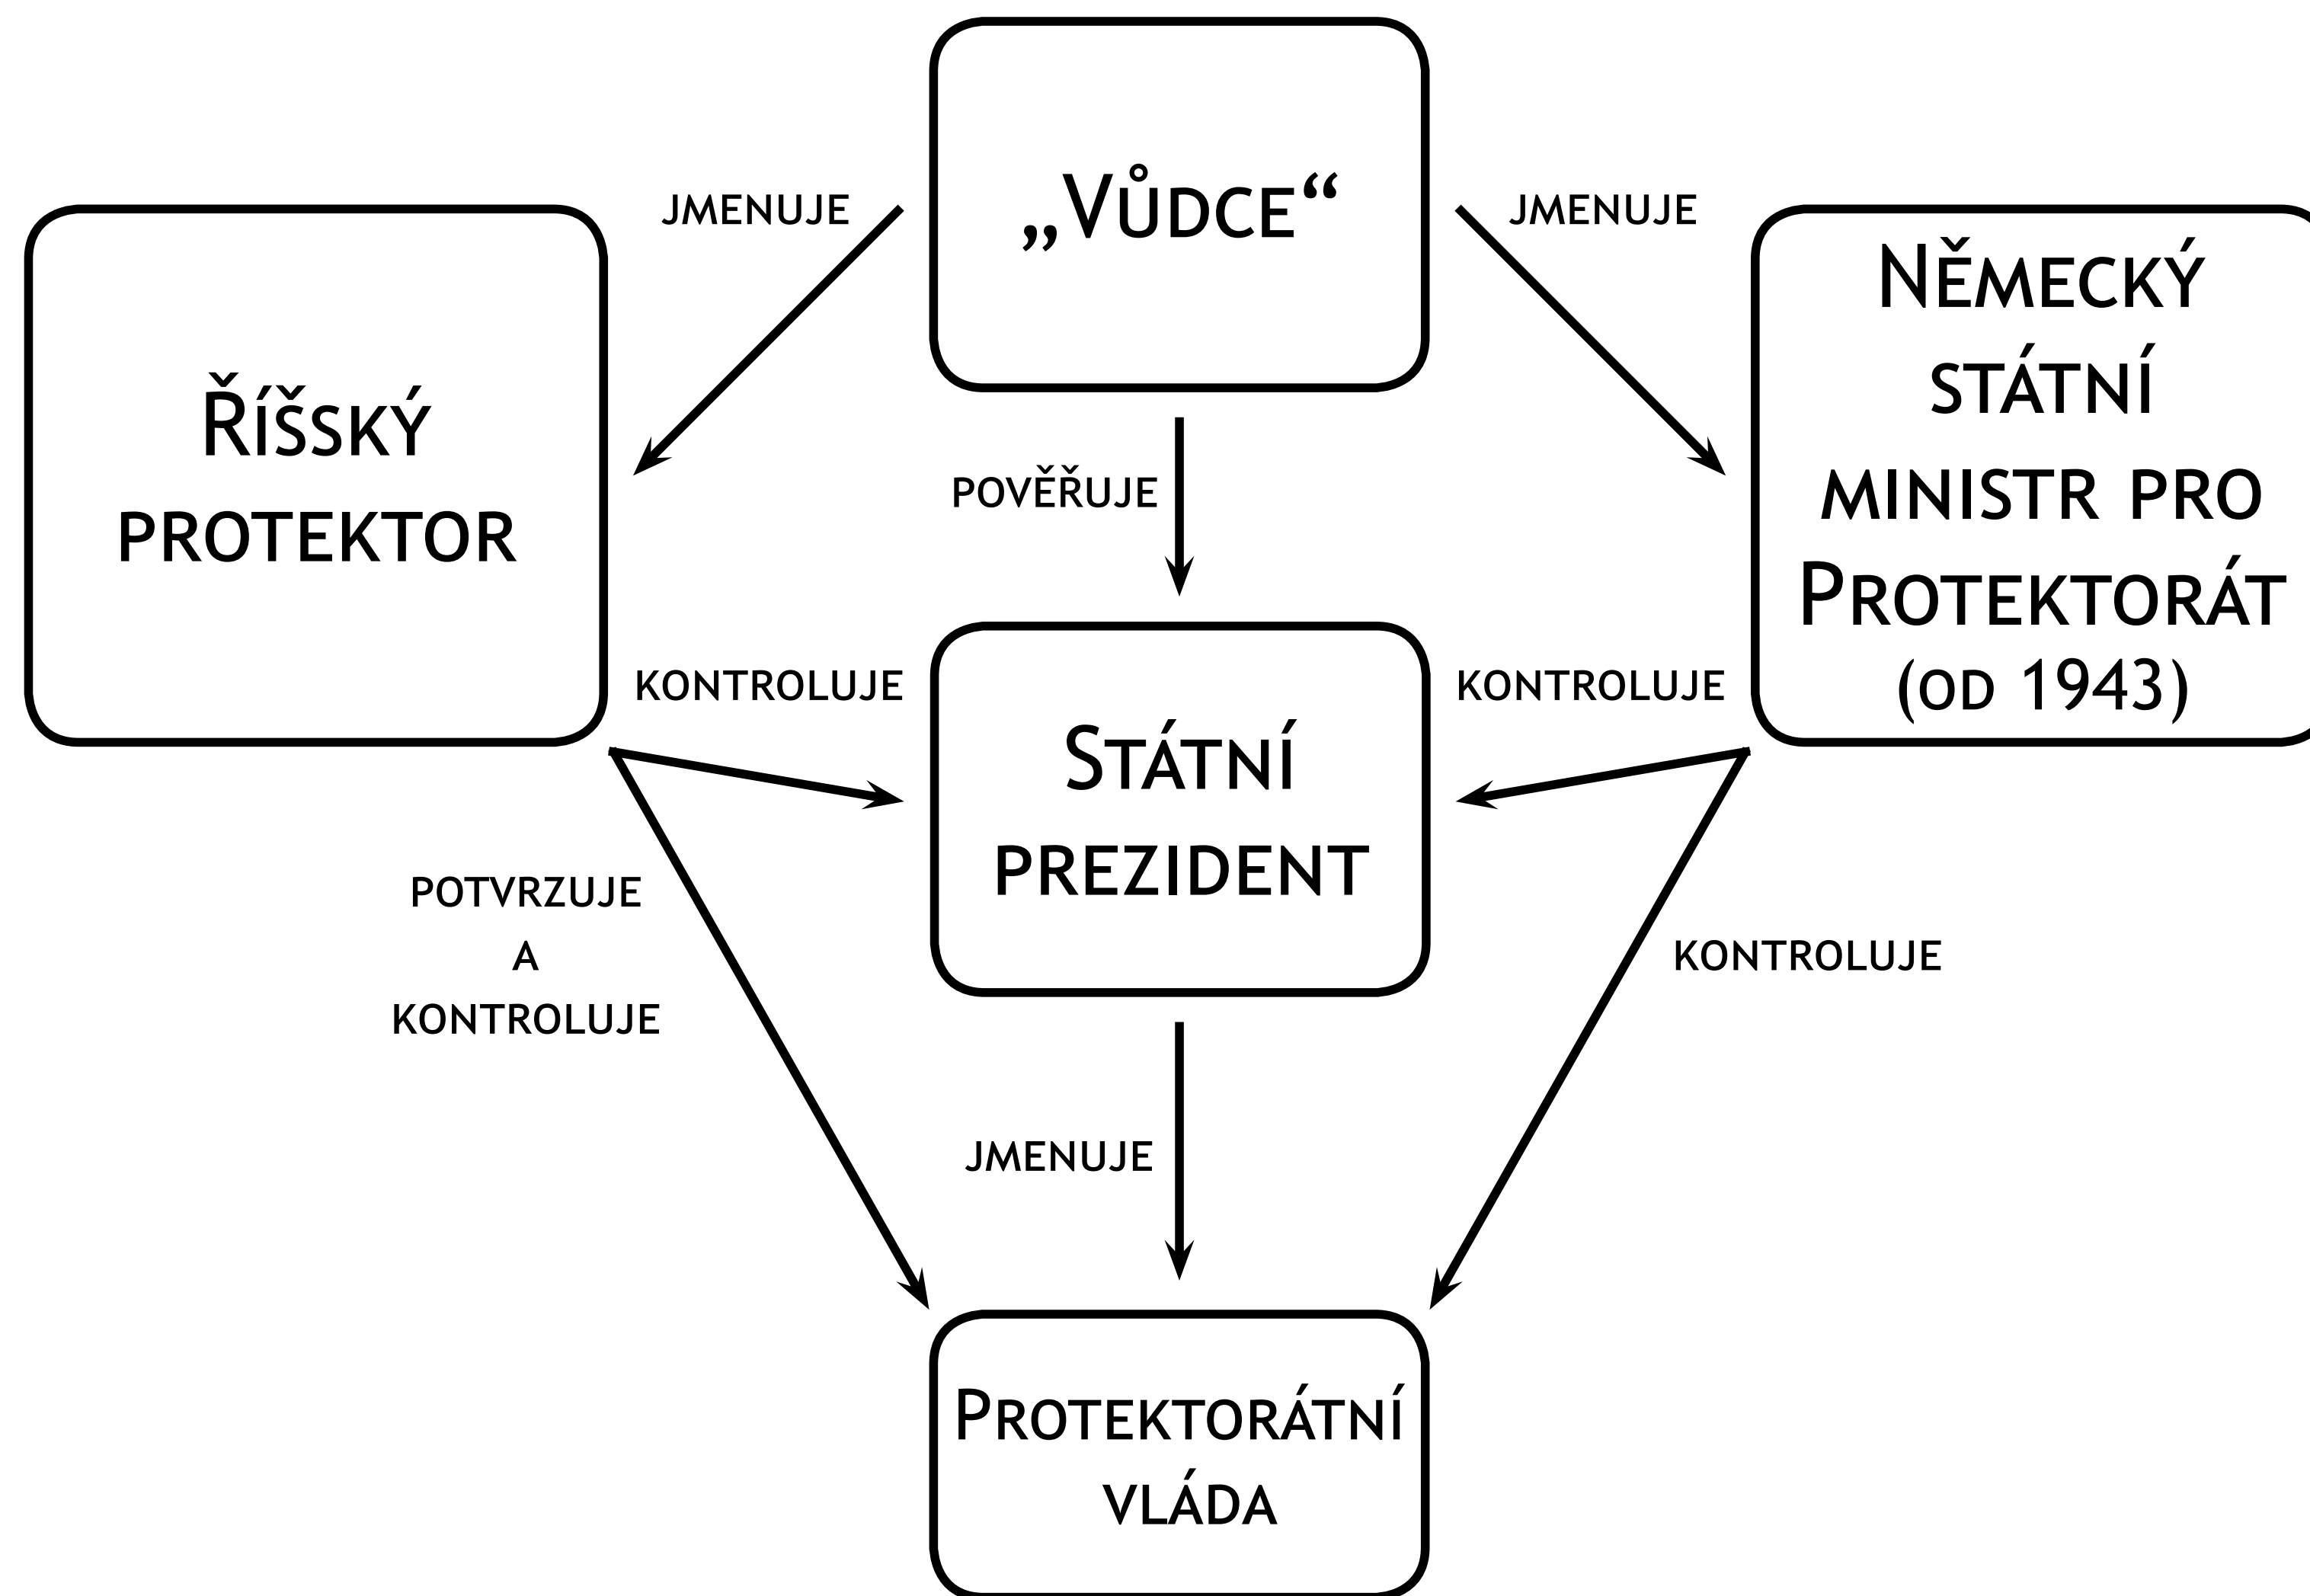 „Vůdce“
jmenuje
jmenuje
Říšský
protektor
Německý
státní
ministr pro
Protektorát
(od 1943)
pověřuje
kontroluje
kontroluje
Státní
prezident
potvrzuje
a
kontroluje
kontroluje
jmenuje
Protektorátní
vláda